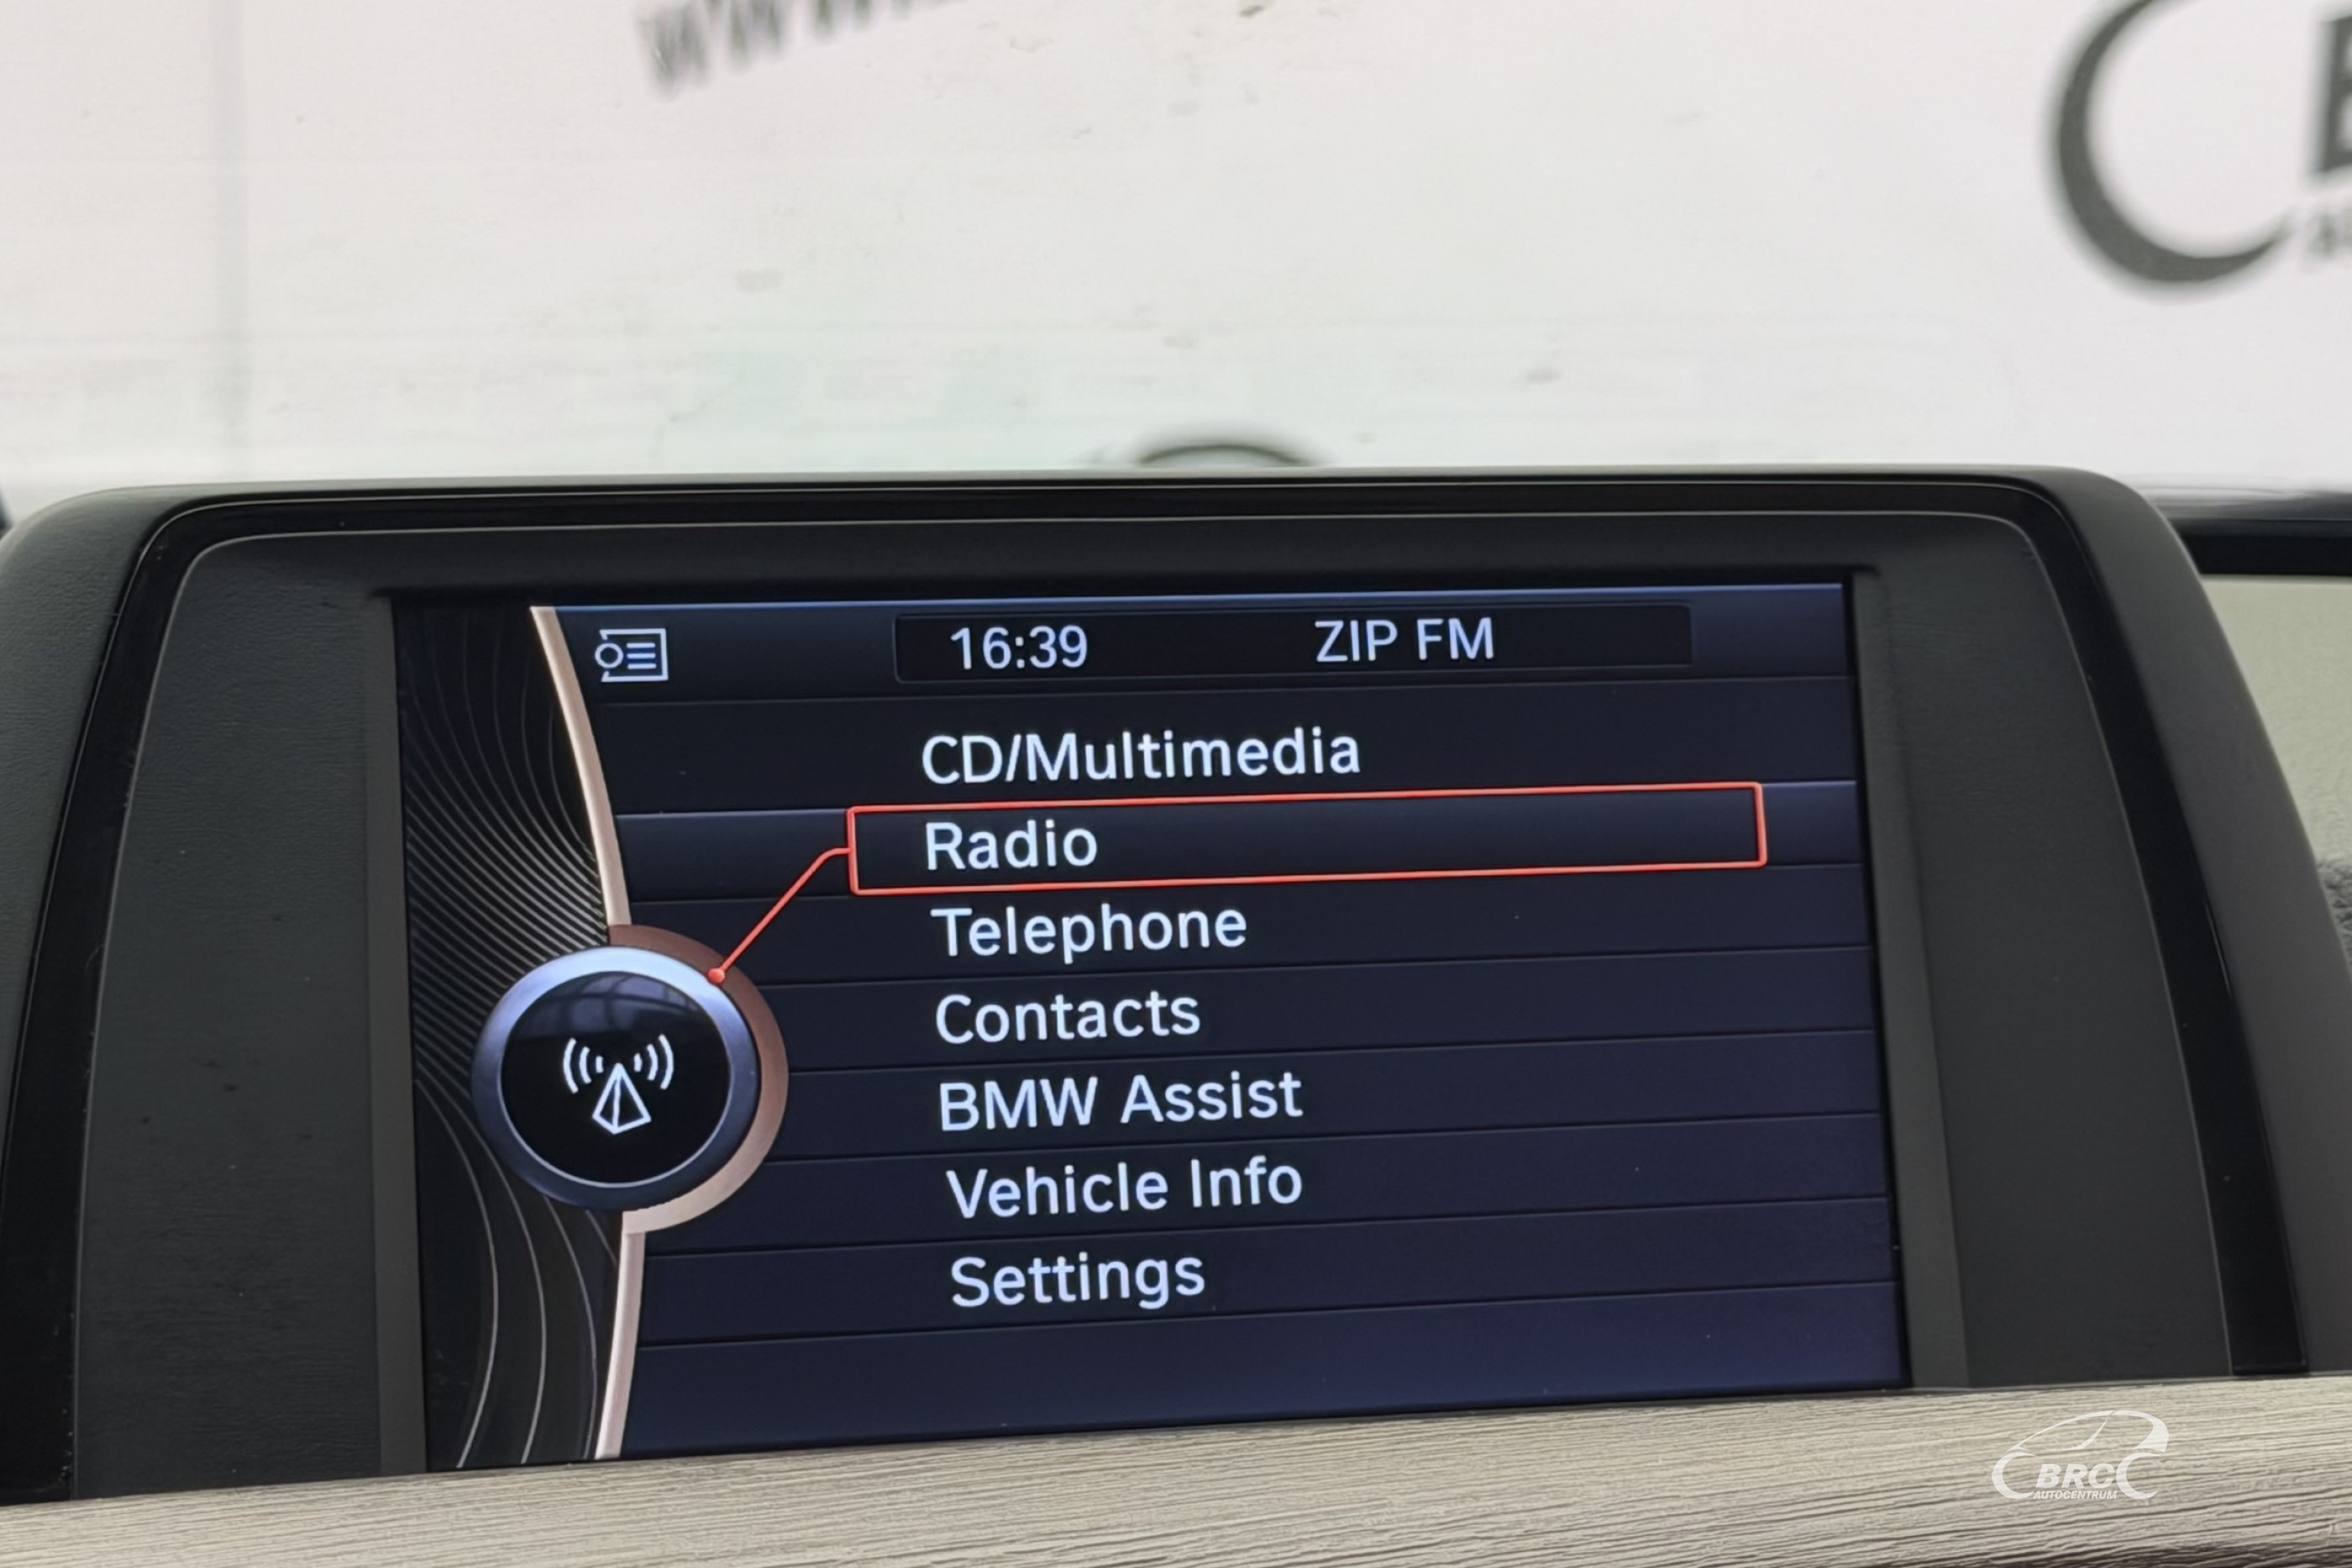 16:39 ZIP FM
CD/Multimedia
Radio
Telephone
Contacts
BMW Assist
Vehicle Info
Settings
BRC
AUTOCENTRUM